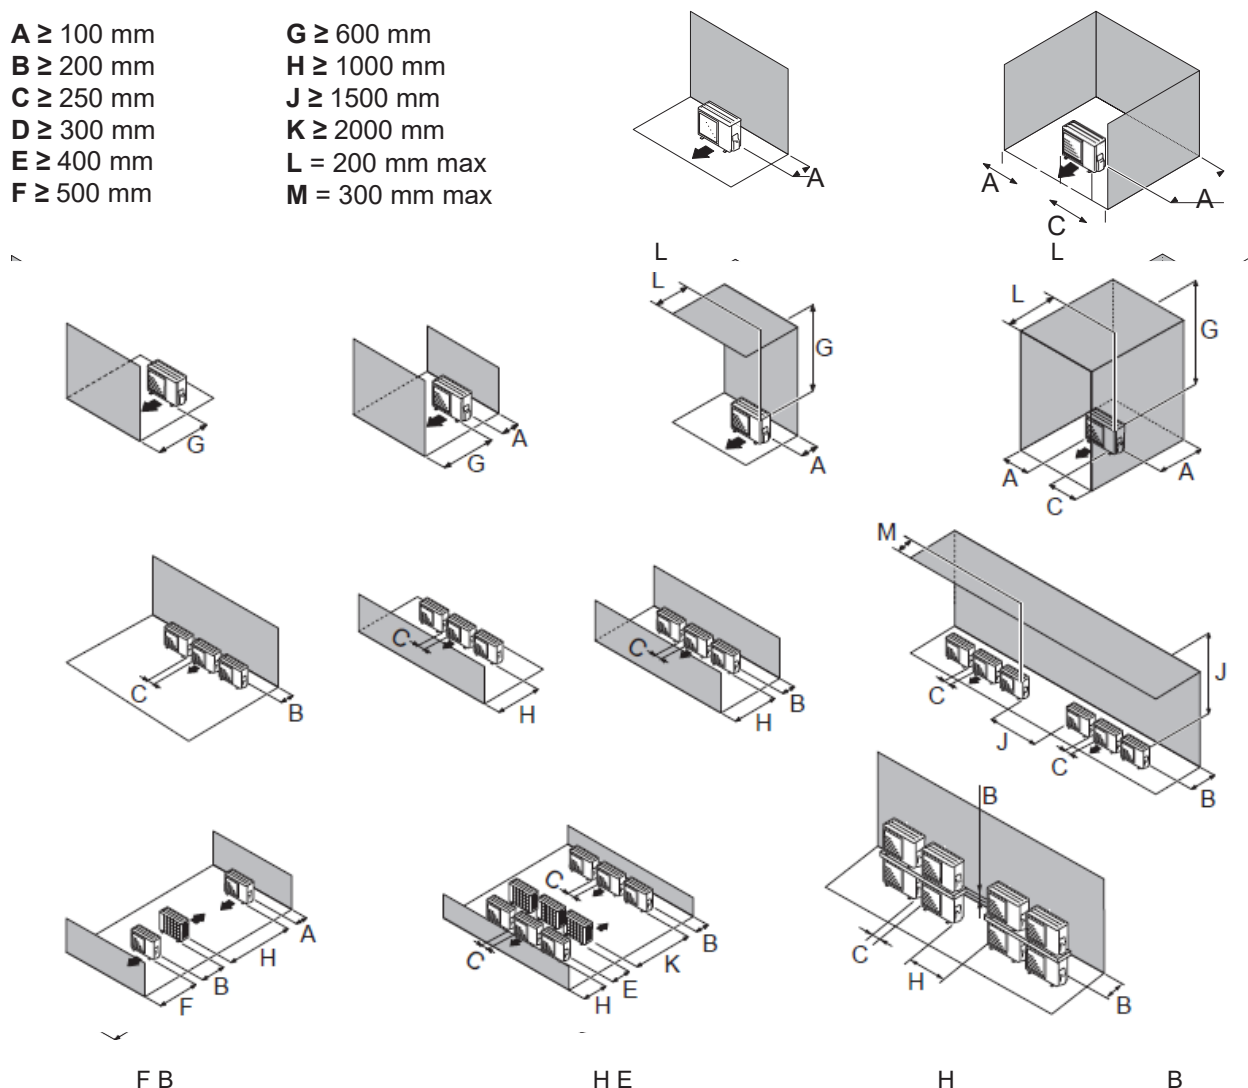 A ≥ 100 mm
B ≥ 200 mm
C ≥ 250 mm
D ≥ 300 mm
E ≥ 400 mm
F ≥ 500 mm
G ≥ 600 mm
H ≥ 1000 mm
J ≥ 1500 mm
K ≥ 2000 mm
L = 200 mm max
M = 300 mm max
A
A
C
A
L
L
G
G
A
L
G
A
L
G
A
C
A
C
B
C
H
C
H
B
M
C
J
C
J
B
F
B
H
A
C
C
H
E
K
B
B
C
H
B
F B
H E
H
B